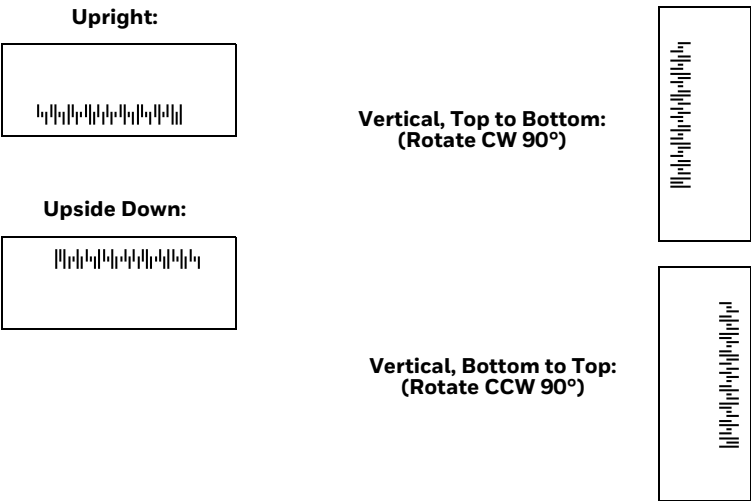 Upright:
Vertical, Top to Bottom:
(Rotate CW 90°)
Upside Down:
Vertical, Bottom to Top:
(Rotate CCW 90°)